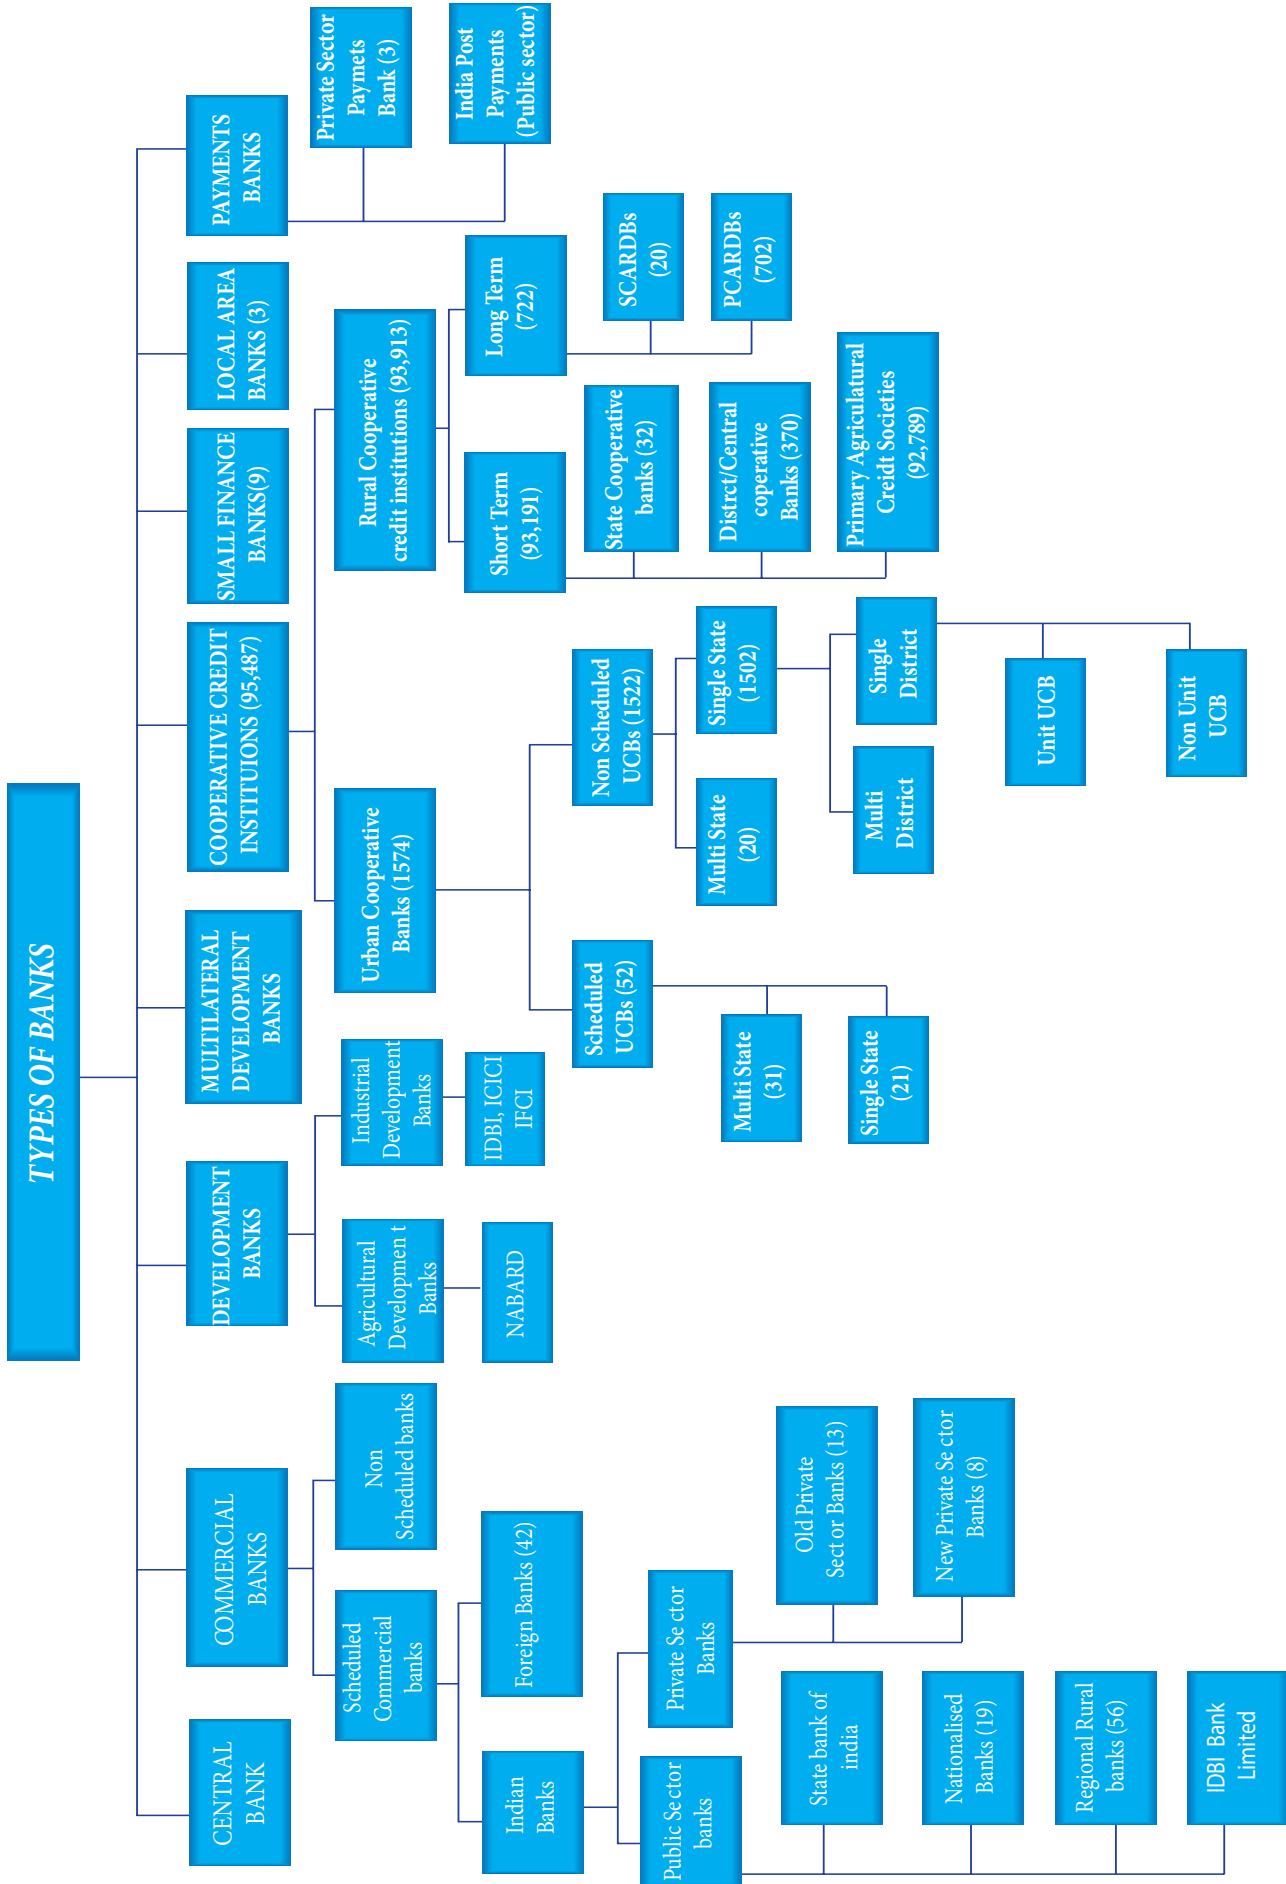 TYPES OF BANKS
CENTRAL
BANK
COMMERCIAL
BANKS
DEVELOPMENT
BANKS
MULTILATERAL
DEVELOPMENT
BANKS
COOPERATIVE CREDIT
INSTITUIONS (95,487)
SMALL FINANCE
BANKS(9)
LOCAL AREA
BANKS (3)
PAYMENTS
BANKS
Scheduled
Commercial
banks
Non
Scheduled banks
Agricultural
Developmen t
Banks
Industrial
Development
Banks
Urban Cooperative
Banks (1574)
Rural Cooperative
credit institutions (93,913)
Private Sector
Paymets
Bank (3)
India Post
Payments
(Public sector)
Indian
Banks
Foreign Banks (42)
NABARD
IDBI, ICICI
IFCI
Short Term
(93,191)
Long Term
(722)
Scheduled
UCBs (52)
Non Scheduled
UCBs (1522)
State Cooperative
banks (32)
SCARDBs
(20)
Public Se ctor
banks
Private Se ctor
Banks
Multi State
(31)
Multi State
(20)
Single State
(1502)
Distrct/Central
coperative
Banks (370)
PCARDBs
(702)
State bank of
india
Old Private
Sect or Banks (13)
Single State
(21)
Multi
District
Single
District
Primary Agriculatural
Creidt Societies
(92,789)
Nationalised
Banks (19)
New Private Se ctor
Banks (8)
Unit UCB
Regional Rural
banks (56)
Non Unit
UCB
IDBI Bank
Limited